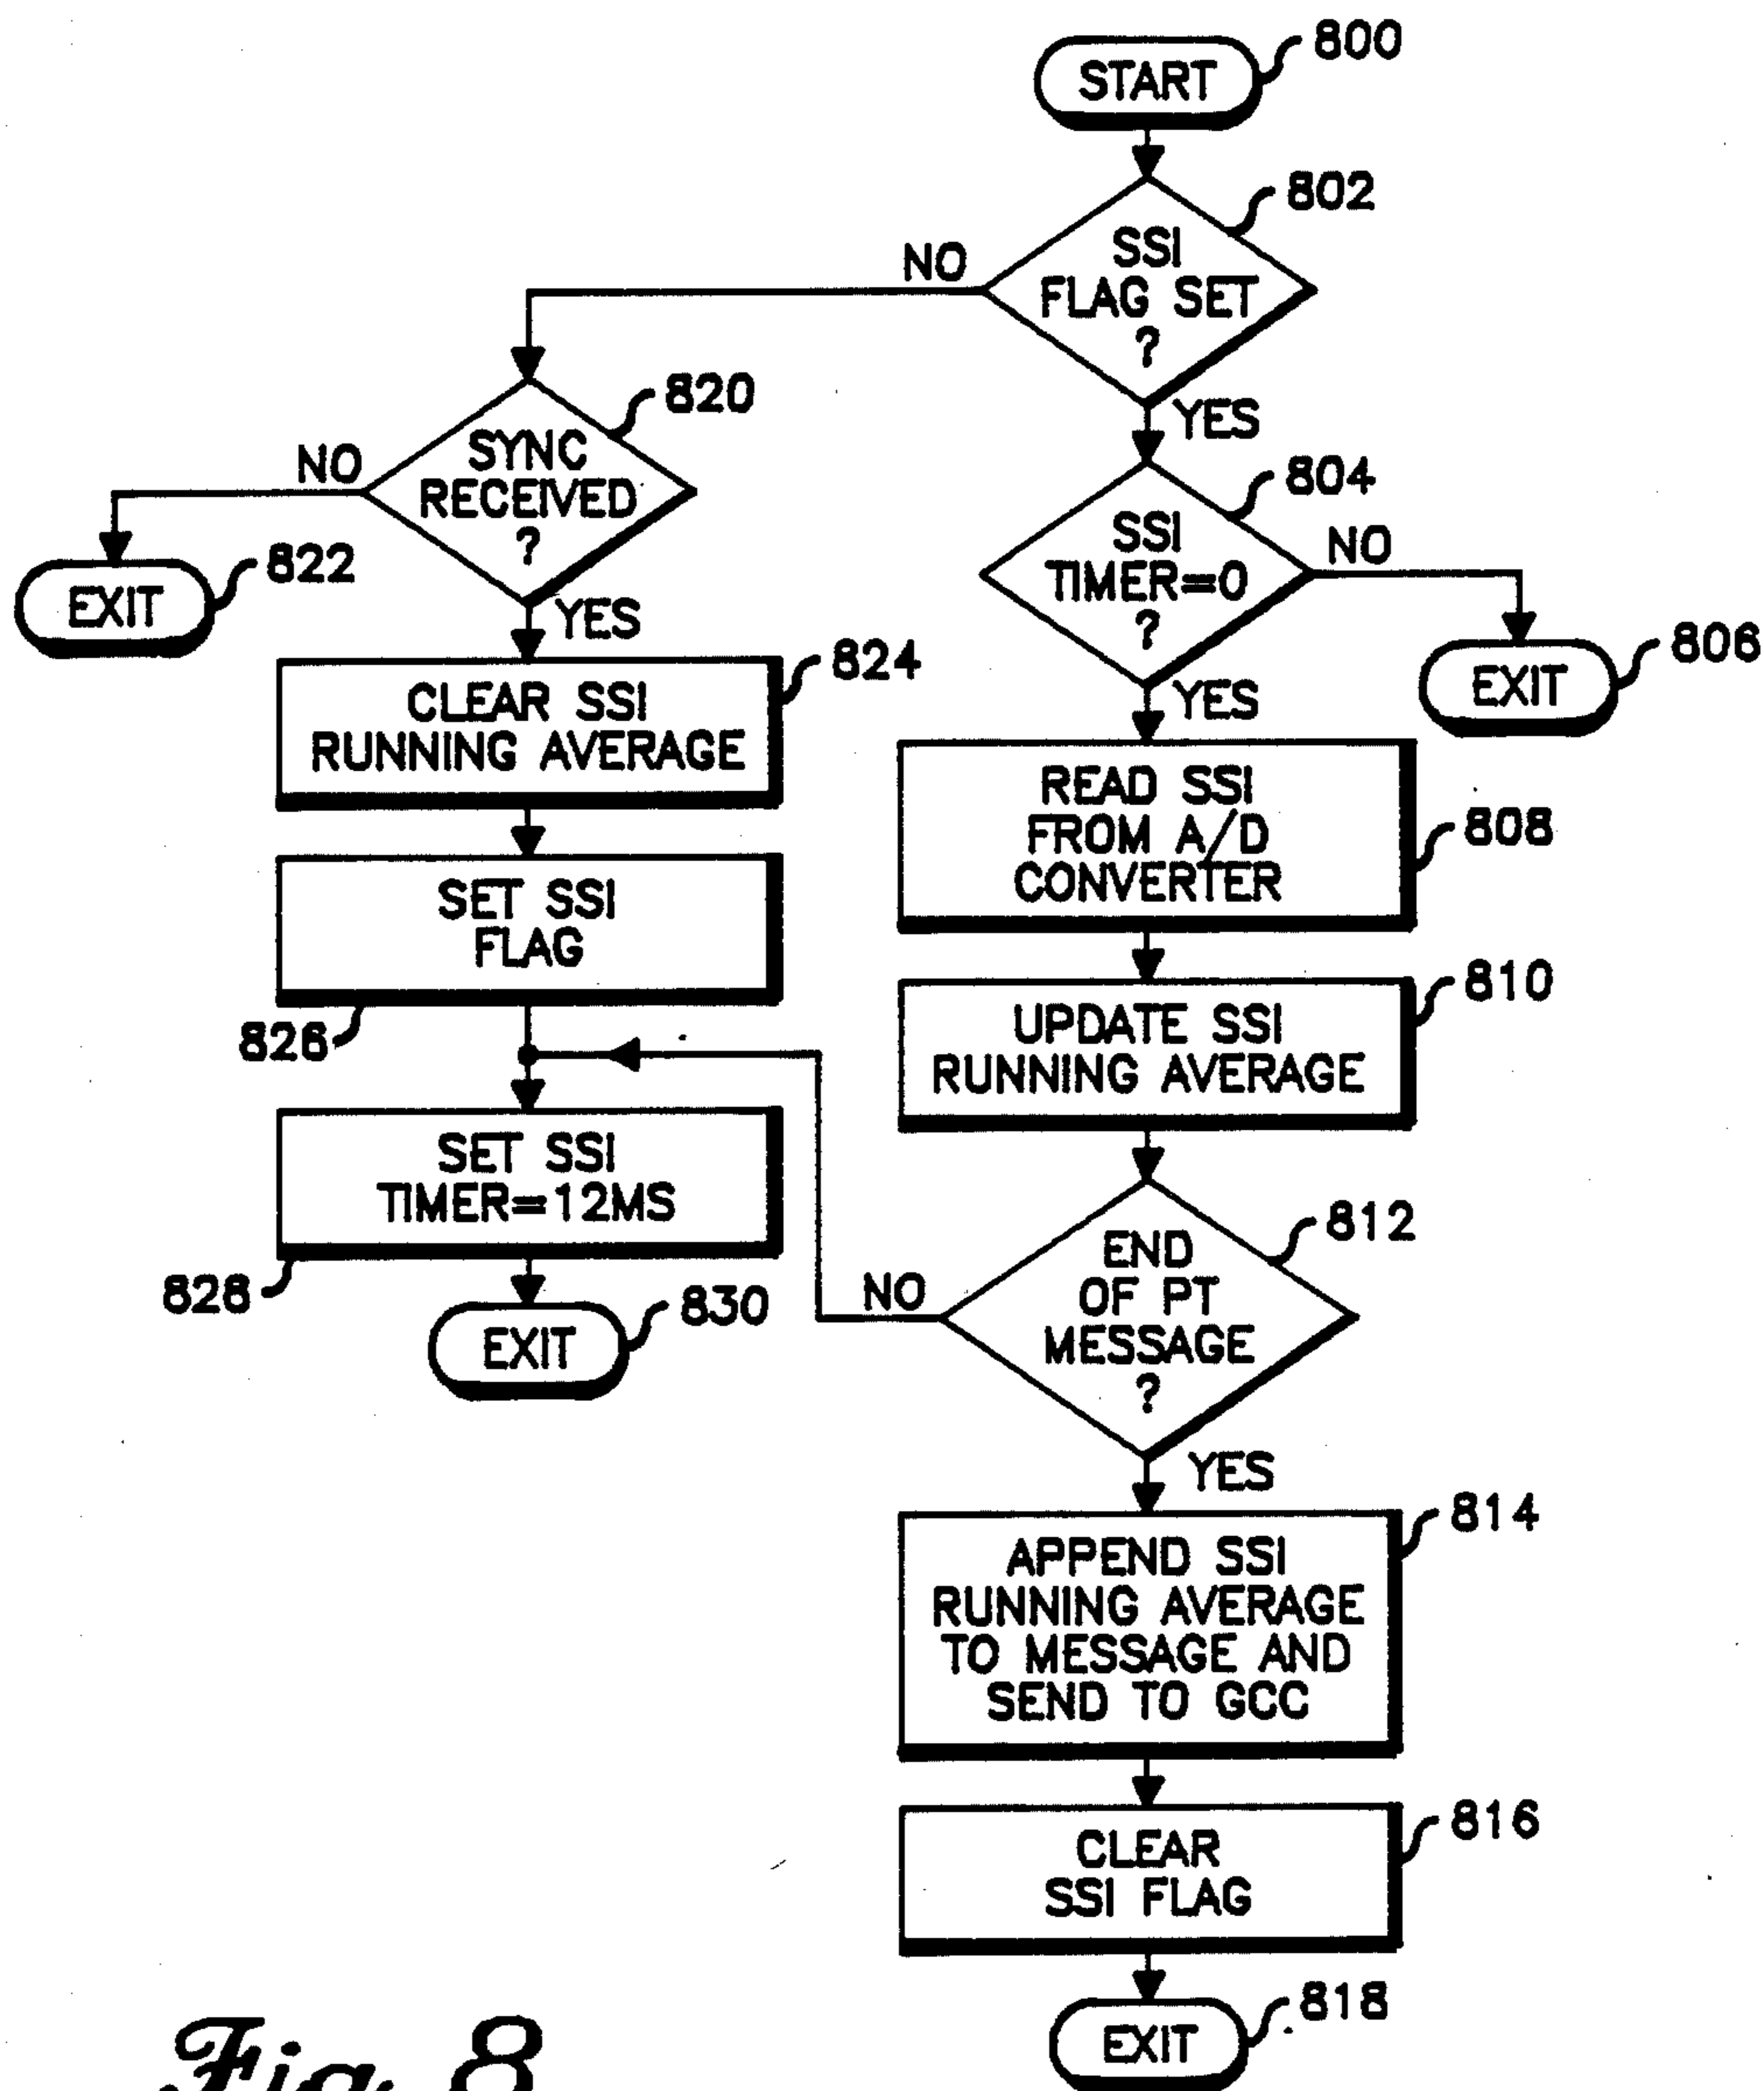 START
800
SSI
FLAG SET
?
802
NO
YES
SYNC
RECEIVED
?
820
NO
YES
EXIT
822
SSI
TIMER=0
?
804
NO
YES
EXIT
806
CLEAR SSI
RUNNING AVERAGE
824
READ SSI
FROM A/D
CONVERTER
808
SET SSI
FLAG
826
UPDATE SSI
RUNNING AVERAGE
810
SET SSI
TIMER=12MS
828
EXIT
830
END
OF PT
MESSAGE
?
812
NO
YES
APPEND SSI
RUNNING AVERAGE
TO MESSAGE AND
SEND TO GCC
814
CLEAR
SSI FLAG
816
EXIT
818
Fig. 8